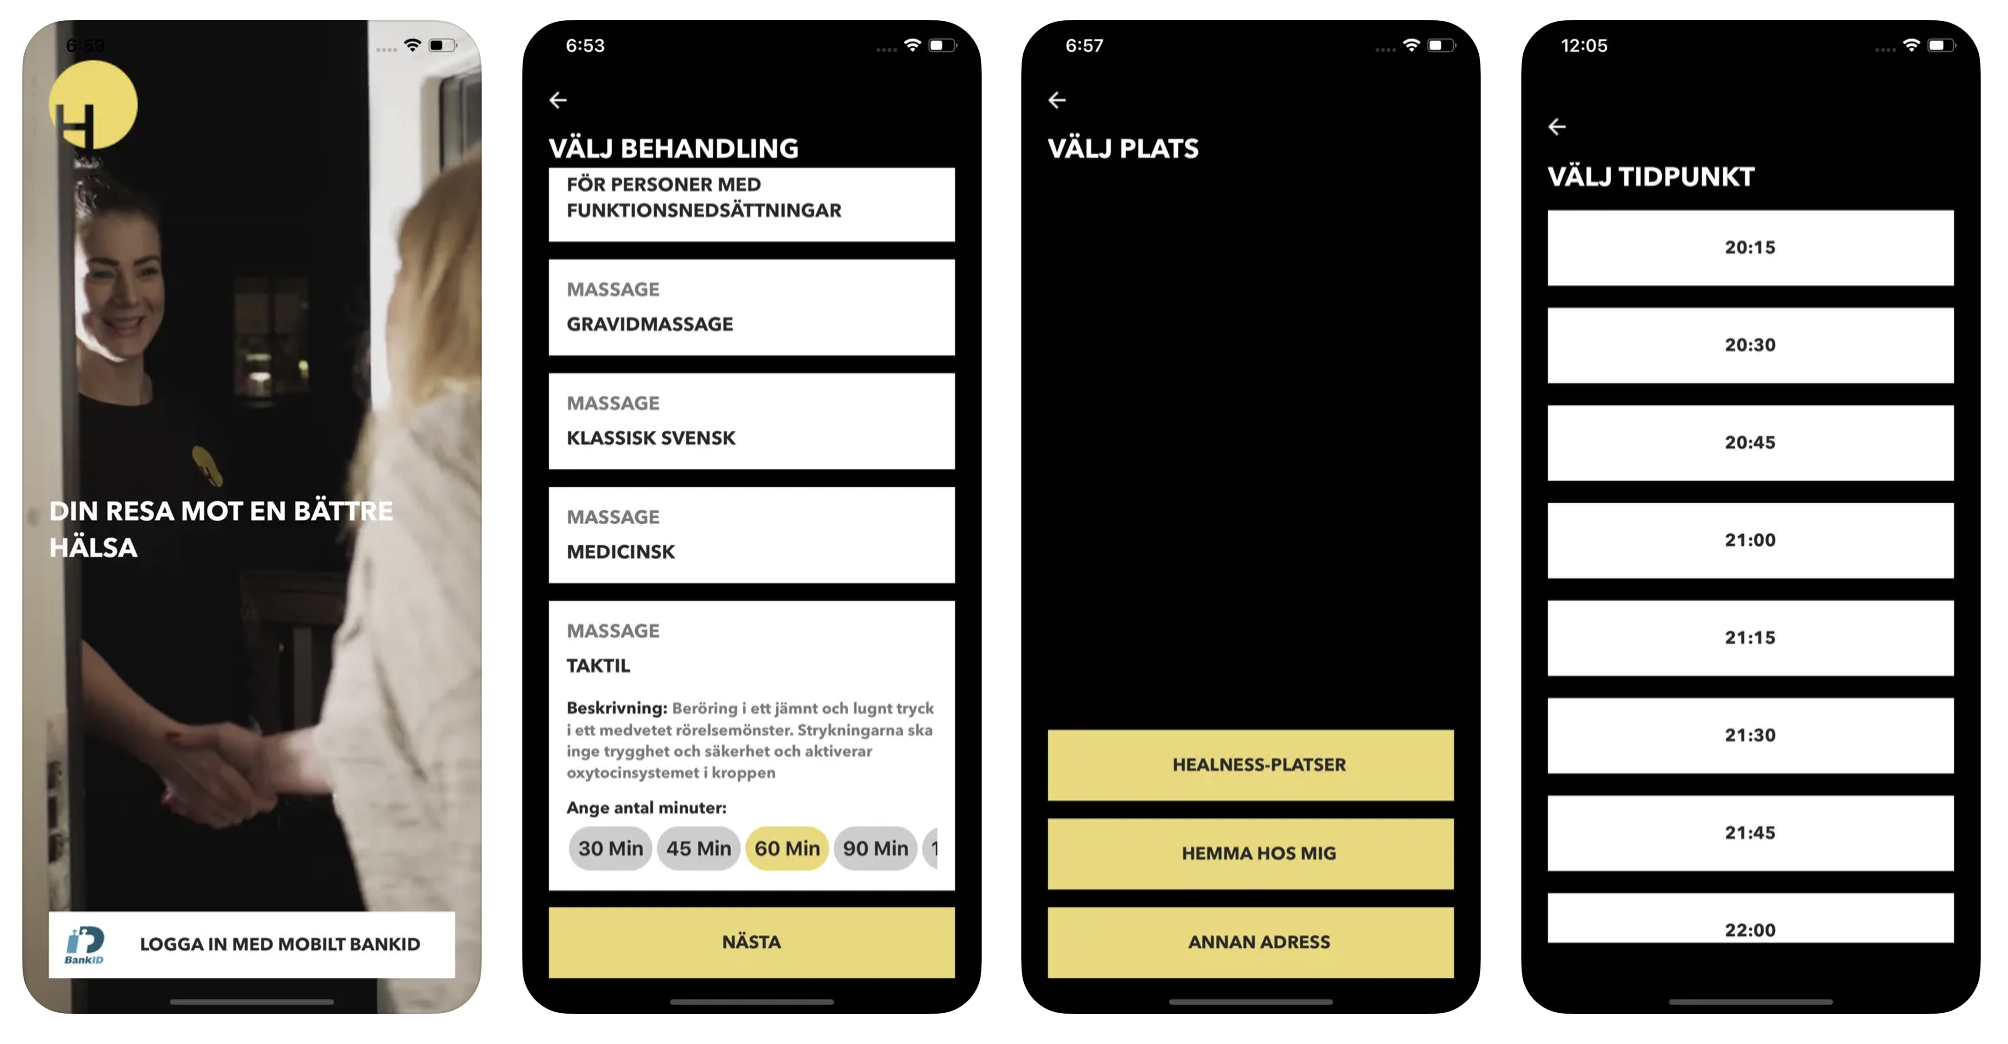 6:59
H
DIN RESA MOT EN BÄTTRE
HÄLSA
BankID
LOGGA IN MED MOBILT BANKID
6:53
VÄLJ BEHANDLING
FÖR PERSONER MED
FUNKTIONSNEDSÄTTNINGAR
MASSAGE
GRAVIDMASSAGE
MASSAGE
KLASSISK SVENSK
MASSAGE
MEDICINSK
MASSAGE
TAKTIL
Beskrivning: Beröring i ett jämnt och lugnt tryck
i ett medvetet rörelsemönster. Strykningarna ska
inge trygghet och säkerhet och aktiverar
oxytocinsystemet i kroppen
Ange antal minuter:
30 Min 45 Min 60 Min 90 Min
NÄSTA
6:57
VÄLJ PLATS
HEALNESS-PLATSER
HEMMA HOS MIG
ANNAN ADRESS
12:05
VÄLJ TIDPUNKT
20:15
20:30
20:45
21:00
21:15
21:30
21:45
22:00